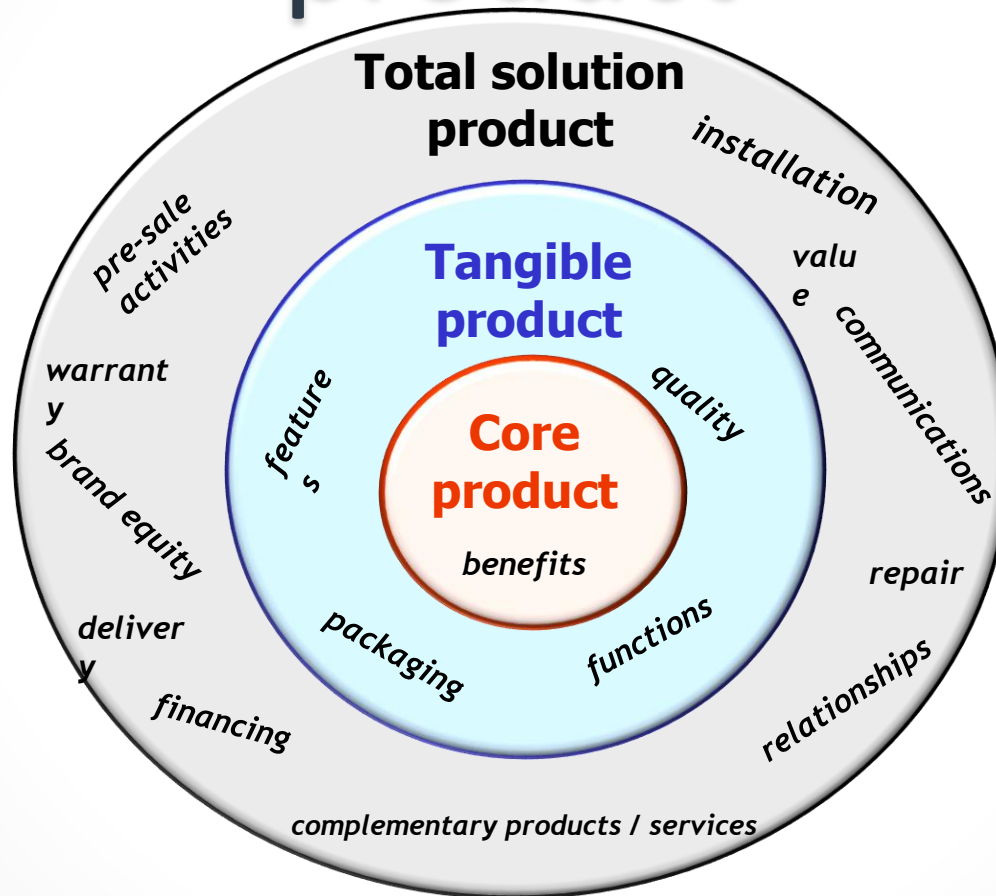 Total solution
product
installation
pre-sale
activities
valu
e
communications
Tangible
product
warrant
y
feature
s
quality
Core
product
brand equity
benefits
repair
deliver
y
packaging
functions
financing
relationships
complementary products / services